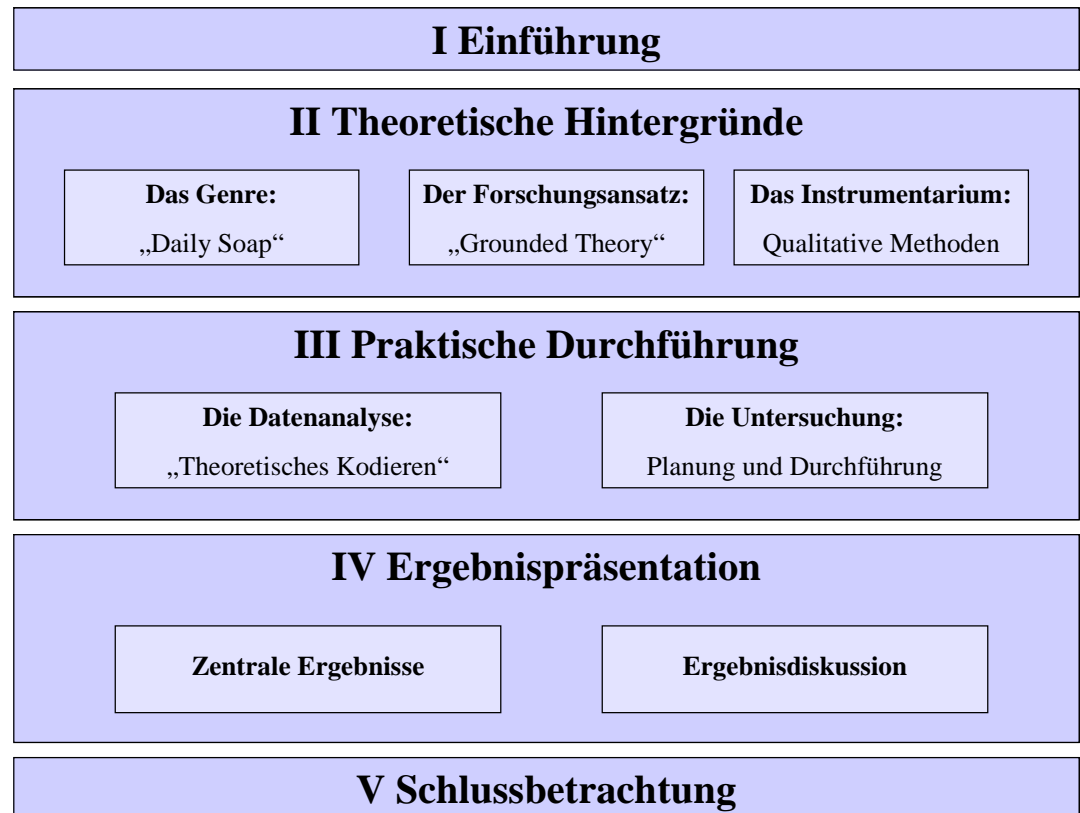 I Einführung
II Theoretische Hintergründe
Das Genre:
„Daily Soap“
Der Forschungsansatz:
„Grounded Theory“
Das Instrumentarium:
Qualitative Methoden
III Praktische Durchführung
Die Datenanalyse:
„Theoretisches Kodieren“
Die Untersuchung:
Planung und Durchführung
IV Ergebnispräsentation
Zentrale Ergebnisse
Ergebnisdiskussion
V Schlussbetrachtung